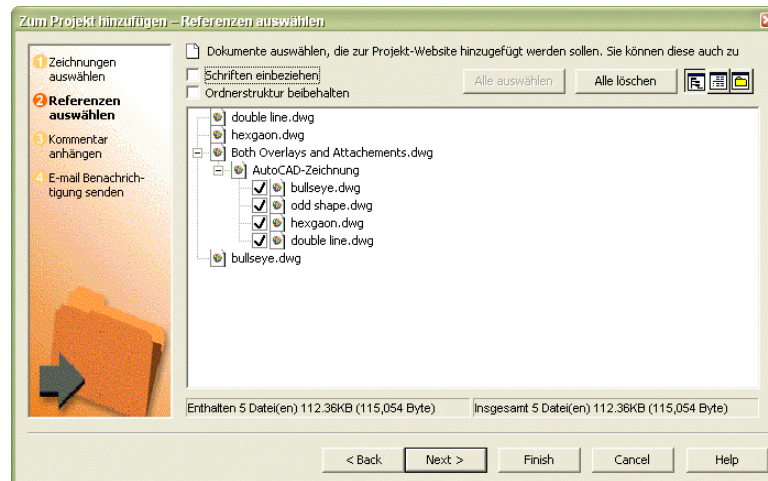 Zum Projekt hinzufügen – Referenzen auswählen
1 Zeichnungen
auswählen
2 Referenzen
auswählen
3 Kommentar
anhängen
4 E-mail Benachrich-
tigung senden
Dokumente auswählen, die zur Projekt-Website hinzugefügt werden sollen. Sie können diese auch zu
Schriften einbeziehen
Ordnerstruktur beibehalten
Alle auswählen
Alle löschen
double line.dwg
hexgaon.dwg
Both Overlays and Attachements.dwg
AutoCAD-Zeichnung
bullseye.dwg
odd shape.dwg
hexgaon.dwg
double line.dwg
bullseye.dwg
Enthalten 5 Datei(en) 112.36KB (115,054 Byte)
Insgesamt 5 Datei(en) 112.36KB (115,054 Byte)
< Back
Next >
Finish
Cancel
Help